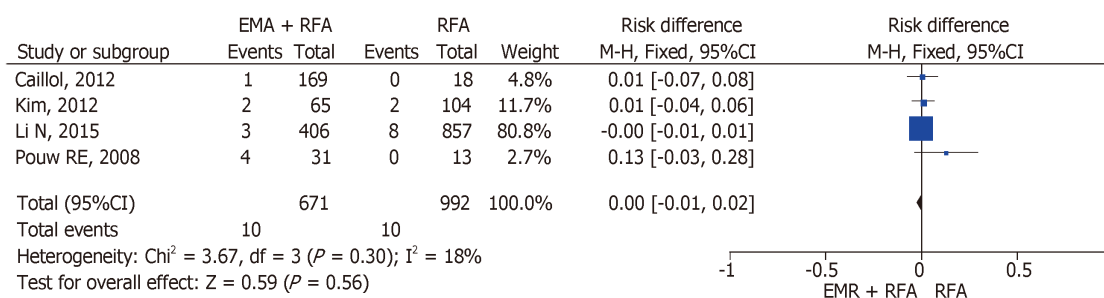 EMA + RFA RFA Risk difference Risk difference
Study or subgroup Events Total Events Total Weight M-H, Fixed, 95%CI M-H, Fixed, 95%CI
Caillol, 2012 1 169 0 18 4.8% 0.01 [-0.07, 0.08]
Kim, 2012 2 65 2 104 11.7% 0.01 [-0.04, 0.06]
Li N, 2015 3 406 8 857 80.8% -0.00 [-0.01, 0.01]
Pouw RE, 2008 4 31 0 13 2.7% 0.13 [-0.03, 0.28]
Total (95%CI) 671 992 100.0% 0.00 [-0.01, 0.02]
Total events 10 10
Heterogeneity: Chi² = 3.67, df = 3 (P = 0.30); I² = 18%
Test for overall effect: Z = 0.59 (P = 0.56)
-1 -0.5 0 0.5
EMR + RFA RFA